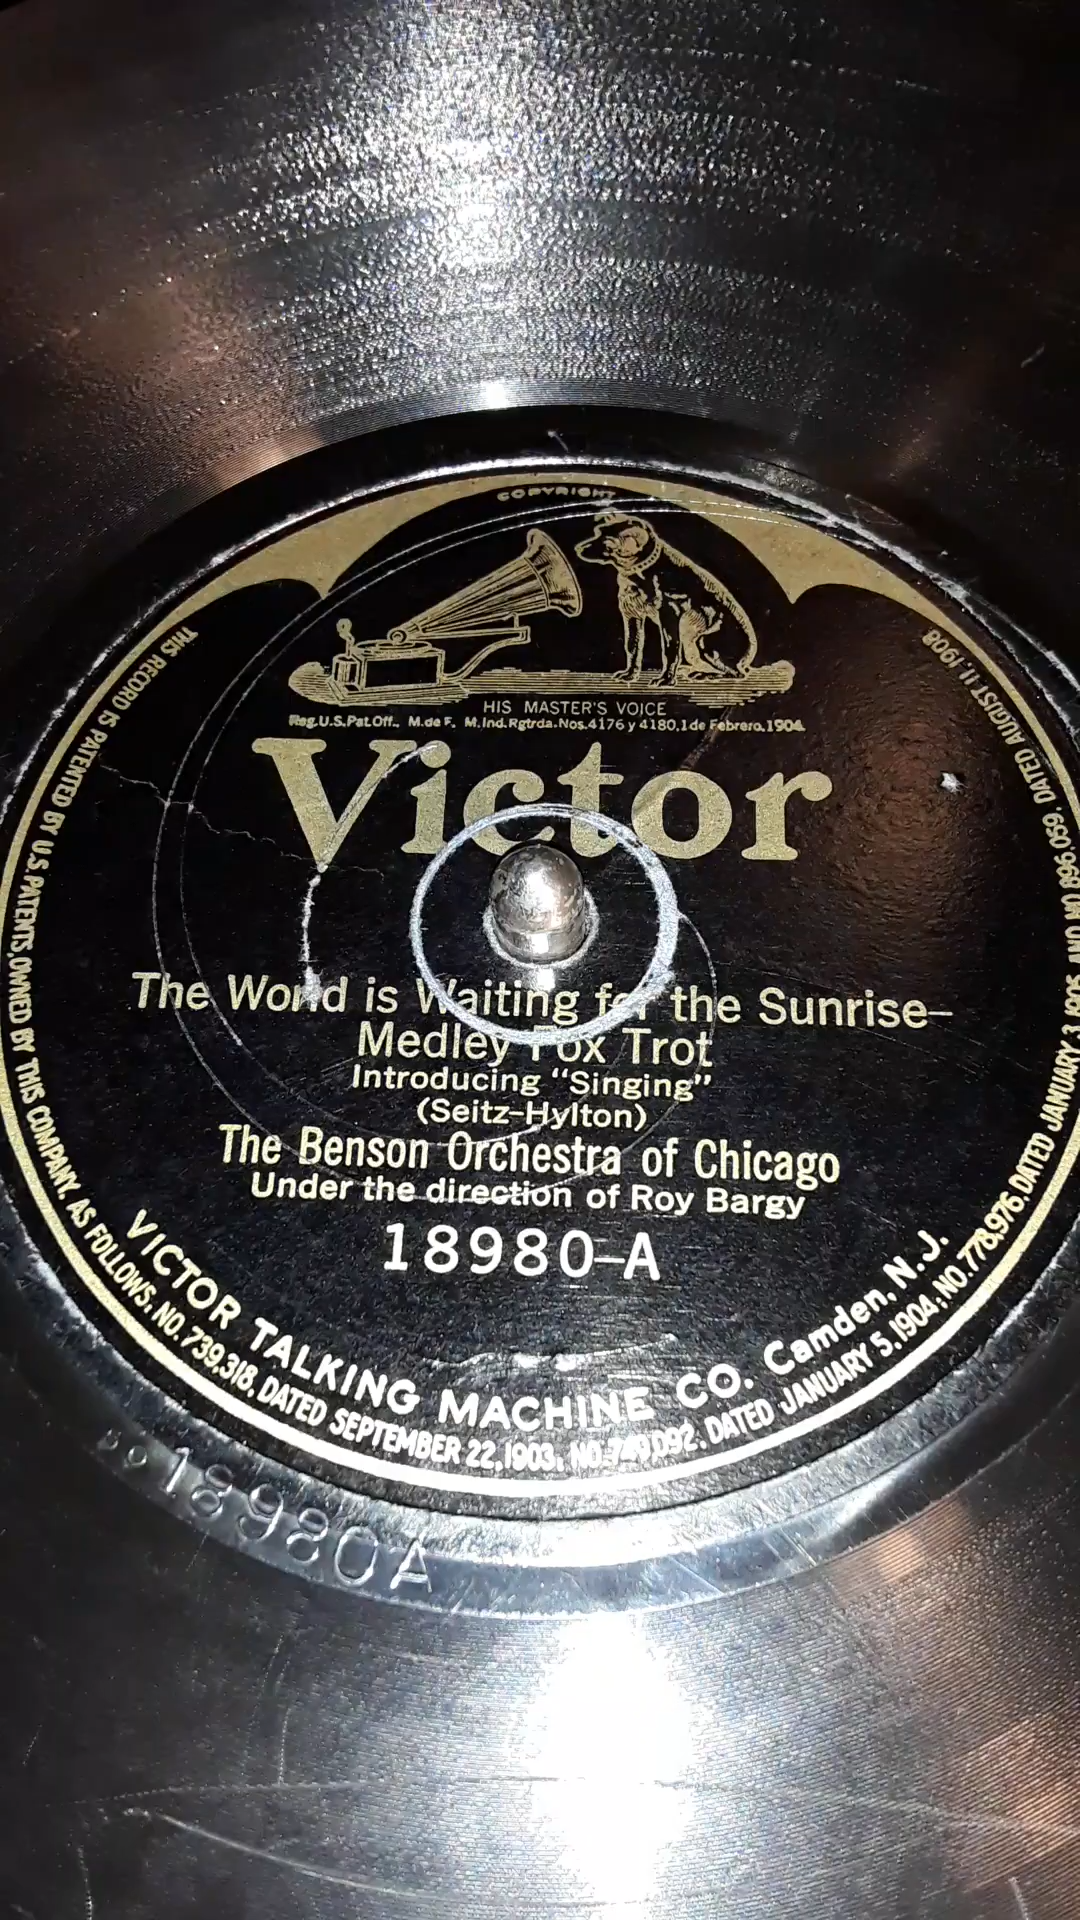 COPYRIGHT
HIS MASTER'S VOICE
Reg.U.S.Pat.Off., M.de F. M.Ind.Rgtrda.Nos.4176 y 4180,1de Febrero,1904.
Victor
The World is Waiting for the Sunrise–
Medley Fox Trot
Introducing "Singing"
(Seitz–Hylton)
The Benson Orchestra of Chicago
Under the direction of Roy Bargy
18980–A
VICTOR TALKING MACHINE CO. Camden, N.J.
THIS RECORD IS PATENTED BY U.S. PATENTS, OWNED BY THIS COMPANY, AS FOLLOWS, NO. 739,318, DATED SEPTEMBER 22,1903, NO. 749,092, DATED JANUARY 5,1904; NO. 778,976, DATED JANUARY 3,1905, AND NO 896,059, DATED AUGUST 11,1908
18980A